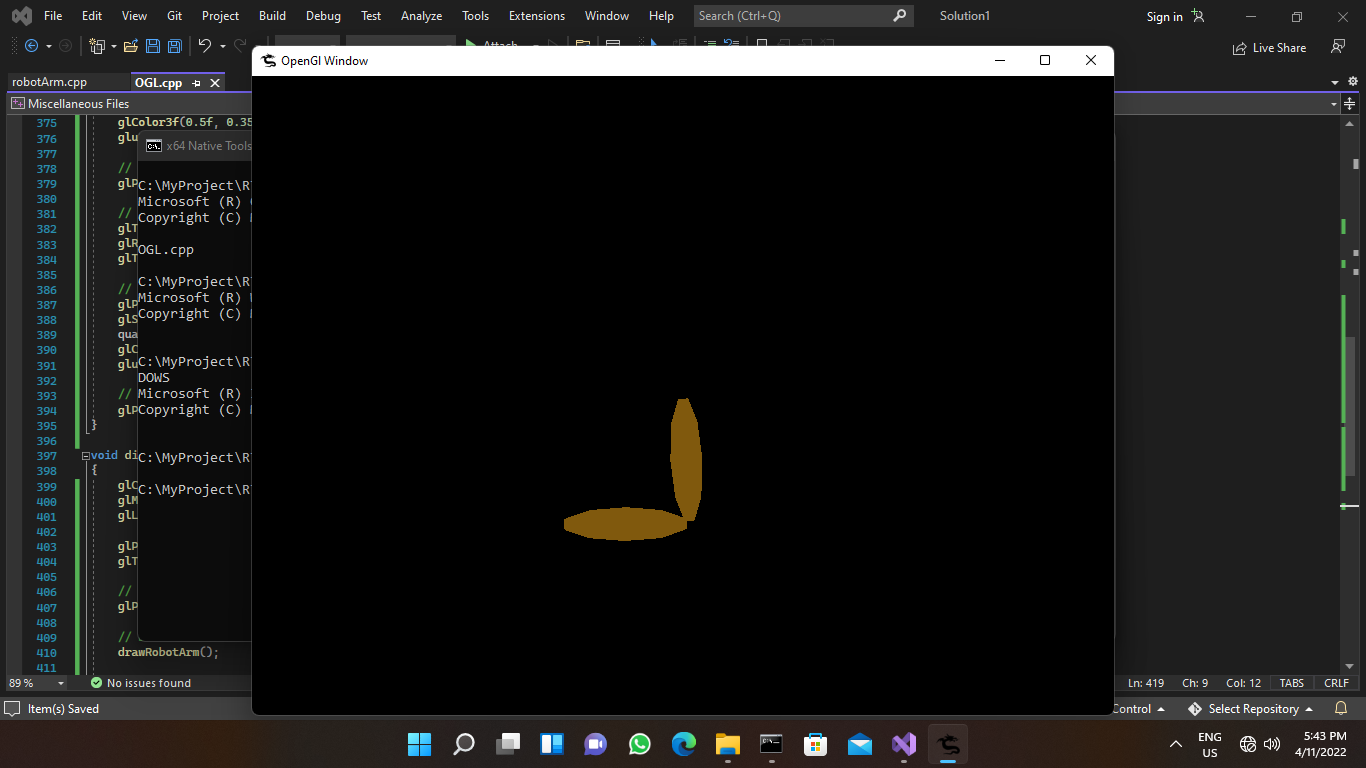 File Edit View Git Project Build Debug Test Analyze Tools Extensions Window Help Search (Ctrl+Q) Solution1 Sign in
Attach Live Share
OpenGl Window
robotArm.cpp OGL.cpp
Miscellaneous Files
375 glColor3f(0.5f, 0.35
376 glu
377
378 //
379 glP
380
381 //
382 glT
383 glR
384 glT
385
386 //
387 glP
388 glS
389 qua
390 glC
391 glu
392
393 //
394 glP
395 }
396
397 void di
398 {
399 glC
400 glM
401 glL
402
403 glP
404 glT
405
406 //
407 glP
408
409 //
410 drawRobotArm();
411
x64 Native Tools
C:\MyProject\R
Microsoft (R)
Copyright (C)
OGL.cpp
C:\MyProject\R
Microsoft (R)
Copyright (C)
C:\MyProject\R
DOWS
Microsoft (R)
Copyright (C)
C:\MyProject\R
C:\MyProject\R
89 % No issues found Ln: 419 Ch: 9 Col: 12 TABS CRLF
Item(s) Saved Control Select Repository
ENG
US
5:43 PM
4/11/2022